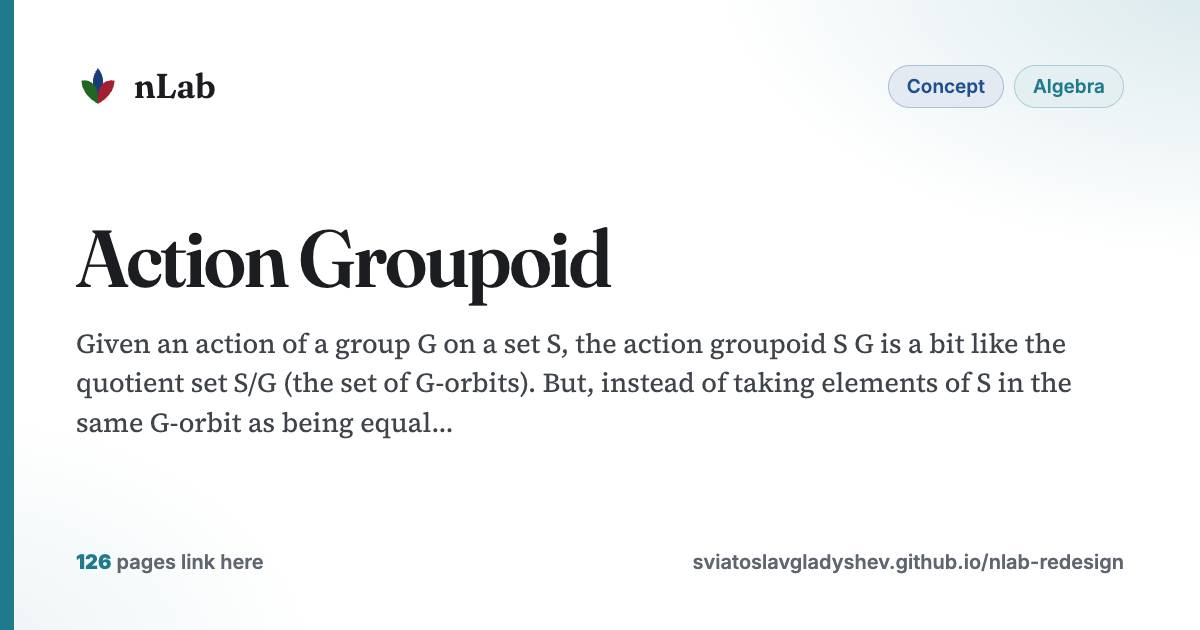 nLab
Concept
Algebra
Action Groupoid
Given an action of a group G on a set S, the action groupoid S G is a bit like the
quotient set S/G (the set of G-orbits). But, instead of taking elements of S in the
same G-orbit as being equal...
126 pages link here
sviatoslavgladyshev.github.io/nlab-redesign